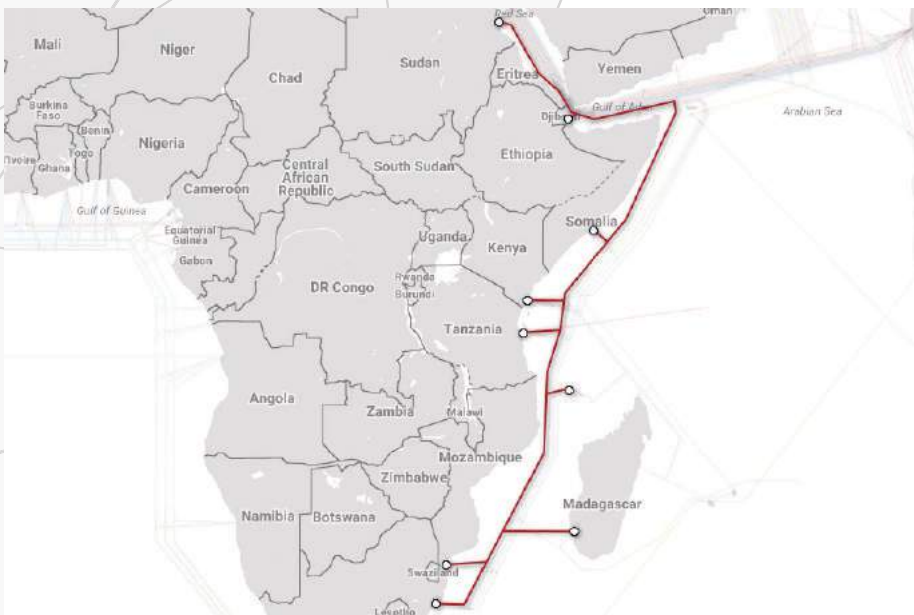 Red Sea
Oman
Mali
Niger
Chad
Sudan
Eritrea
Yemen
Gulf of Aden
Arabian Sea
Burkina
Faso
Benin
Togo
Ghana
Nigeria
Ethiopia
South Sudan
Central
African
Republic
Cameroon
Gulf of Guinea
Equatorial
Guinea
Gabon
Somalia
Uganda
Kenya
DR Congo
Rwanda
Burundi
Tanzania
Angola
Zambia
Malawi
Mozambique
Zimbabwe
Madagascar
Namibia
Botswana
Swaziland
Lesotho